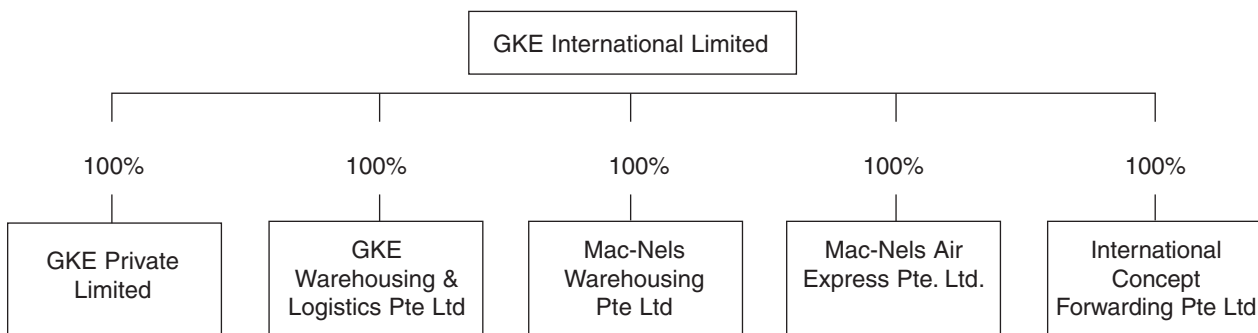 GKE International Limited
100%
100%
100%
100%
100%
GKE Private
Limited
GKE
Warehousing &
Logistics Pte Ltd
Mac-Nels
Warehousing
Pte Ltd
Mac-Nels Air
Express Pte. Ltd.
International
Concept
Forwarding Pte Ltd